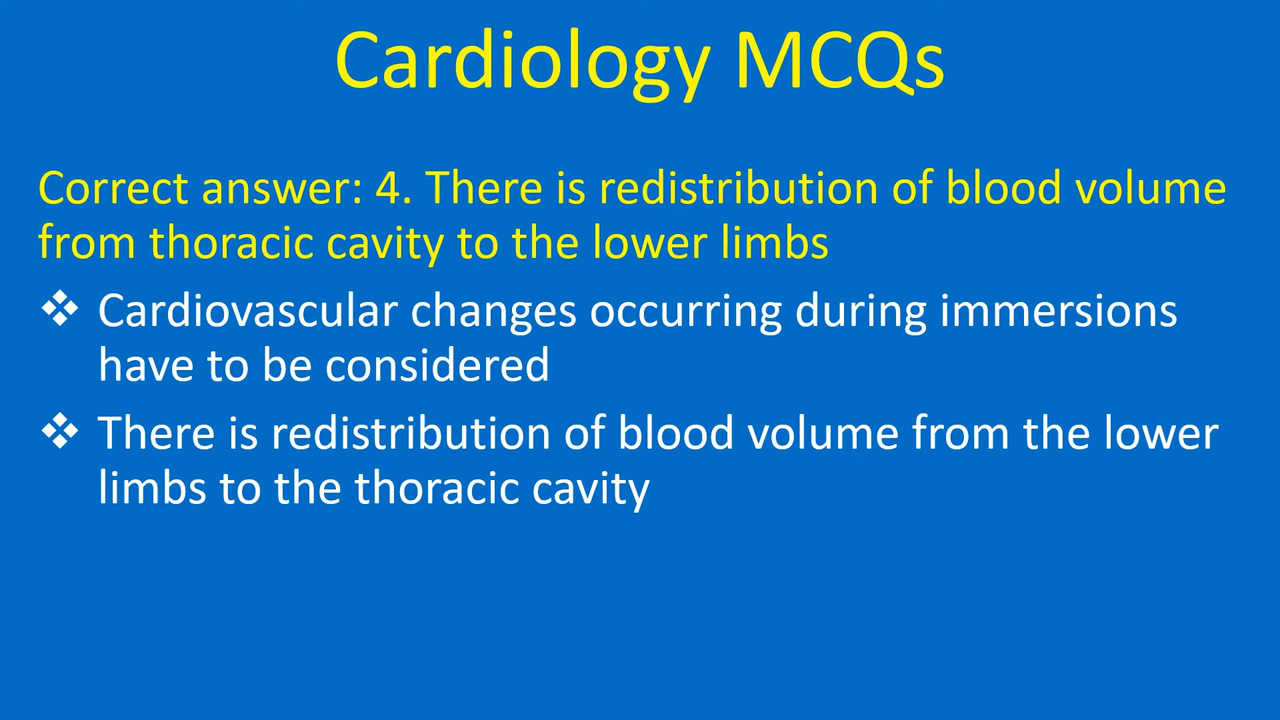 Cardiology MCQs
Correct answer: 4. There is redistribution of blood volume
from thoracic cavity to the lower limbs
❖ Cardiovascular changes occurring during immersions
have to be considered
❖ There is redistribution of blood volume from the lower
limbs to the thoracic cavity